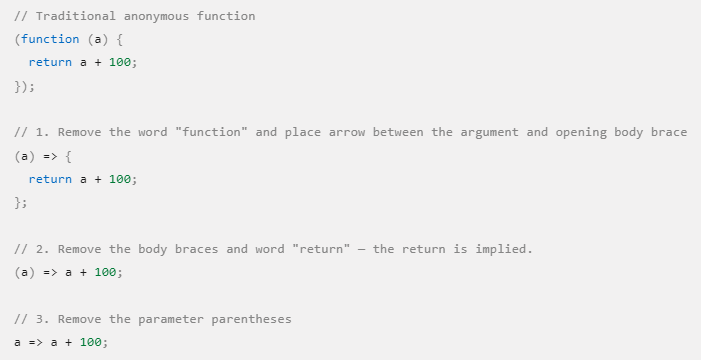 // Traditional anonymous function
(function (a) {
  return a + 100;
});
// 1. Remove the word "function" and place arrow between the argument and opening body brace
(a) => {
  return a + 100;
};
// 2. Remove the body braces and word "return" — the return is implied.
(a) => a + 100;
// 3. Remove the parameter parentheses
a => a + 100;